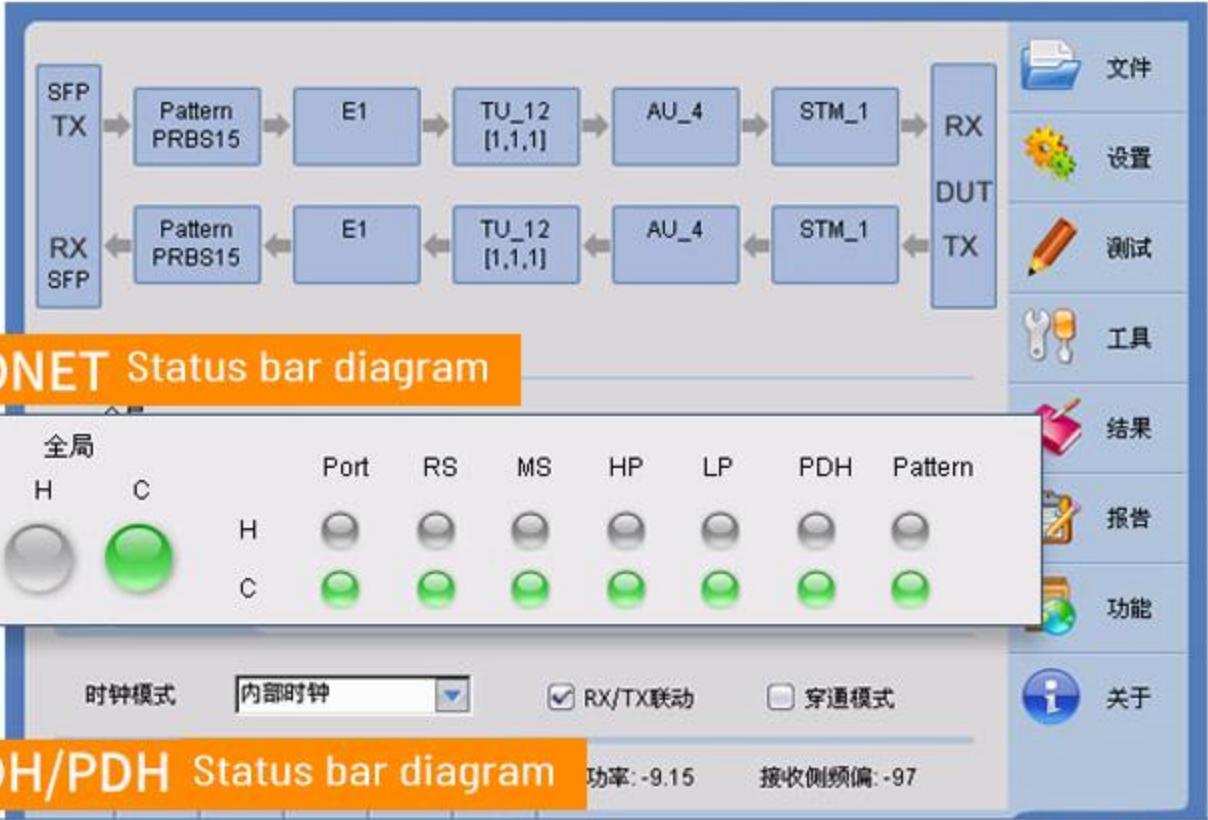 SFP
TX
Pattern
PRBS15
E1
TU_12
[1,1,1]
AU_4
STM_1
RX
DUT
RX
SFP
Pattern
PRBS15
E1
TU_12
[1,1,1]
AU_4
STM_1
TX
ONET Status bar diagram
全局
H C
Port RS MS HP LP PDH Pattern
H
C
时钟模式 内部时钟 RX/TX联动 穿通模式
DH/PDH Status bar diagram
功率: -9.15 接收侧频偏: -97
文件
设置
测试
工具
结果
报告
功能
关于